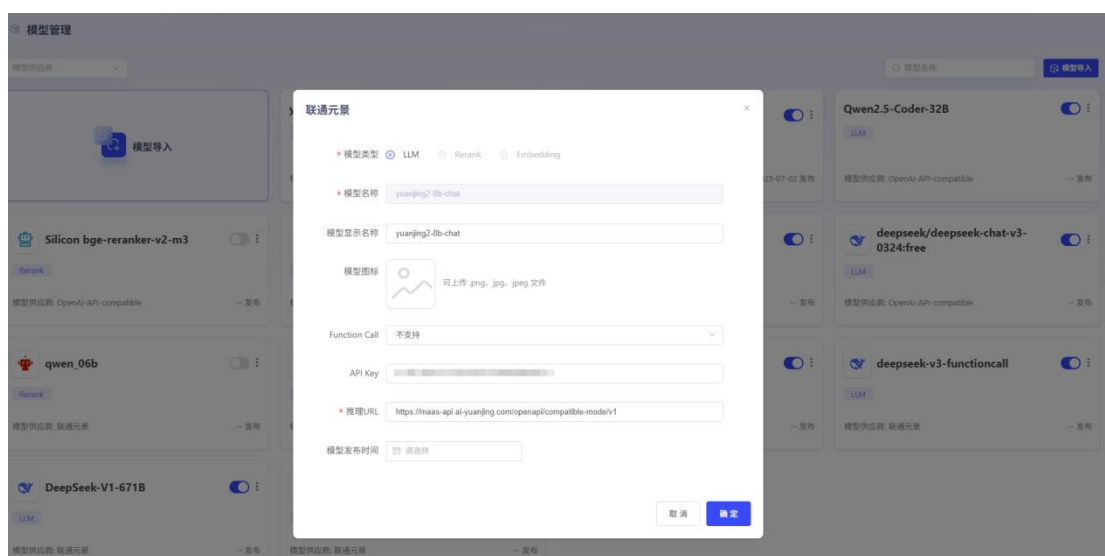 模型管理
模型供应商
模型名称
模型导入
模型导入
25-07-02 发布
Qwen2.5-Coder-32B
LLM
模型供应商: OpenAI-API-compatible
-- 发布
联通元景
* 模型类型 LLM Rerank Embedding
* 模型名称 yuanjing2-8b-chat
模型显示名称 yuanjing2-8b-chat
模型图标 可上传 .png、.jpg、.jpeg 文件
Function Call 不支持
API Key
* 推理URL https://maas-api.ai-yuanjing.com/openapi/compatible-mode/v1
模型发布时间 请选择
取消 确定
Silicon bge-reranker-v2-m3
Rerank
模型供应商: OpenAI-API-compatible
-- 发布
-- 发布
deepseek/deepseek-chat-v3-0324:free
LLM
模型供应商: OpenAI-API-compatible
-- 发布
qwen_06b
Rerank
模型供应商: 联通元景
-- 发布
-- 发布
deepseek-v3-functioncall
LLM
模型供应商: 联通元景
-- 发布
DeepSeek-V1-671B
LLM
模型供应商: 联通元景
-- 发布
模型供应商: 联通元景
-- 发布